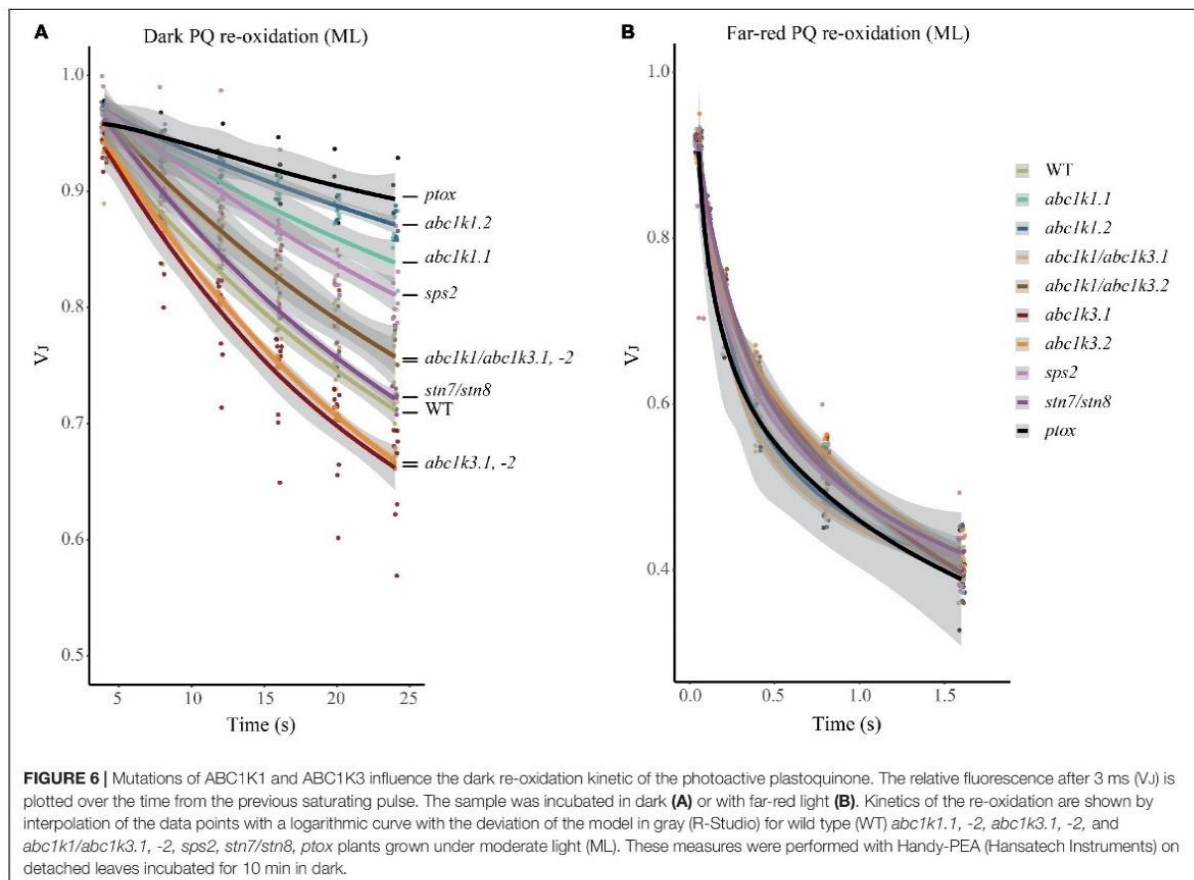 A
Dark PQ re-oxidation (ML)
1.0
0.9
0.8
0.7
0.6
0.5
VJ
5
10
15
20
25
Time (s)
ptox
abc1k1.2
abc1k1.1
sps2
abc1k1/abc1k3.1, -2
stn7/stn8
WT
abc1k3.1, -2
B
Far-red PQ re-oxidation (ML)
1.0
0.8
0.6
0.4
VJ
0.0
0.5
1.0
1.5
Time (s)
WT
abc1k1.1
abc1k1.2
abc1k1/abc1k3.1
abc1k1/abc1k3.2
abc1k3.1
abc1k3.2
sps2
stn7/stn8
ptox
FIGURE 6 | Mutations of ABC1K1 and ABC1K3 influence the dark re-oxidation kinetic of the photoactive plastoquinone. The relative fluorescence after 3 ms (VJ) is
plotted over the time from the previous saturating pulse. The sample was incubated in dark (A) or with far-red light (B). Kinetics of the re-oxidation are shown by
interpolation of the data points with a logarithmic curve with the deviation of the model in gray (R-Studio) for wild type (WT) abc1k1.1, -2, abc1k3.1, -2, and
abc1k1/abc1k3.1, -2, sps2, stn7/stn8, ptox plants grown under moderate light (ML). These measures were performed with Handy-PEA (Hansatech Instruments) on
detached leaves incubated for 10 min in dark.